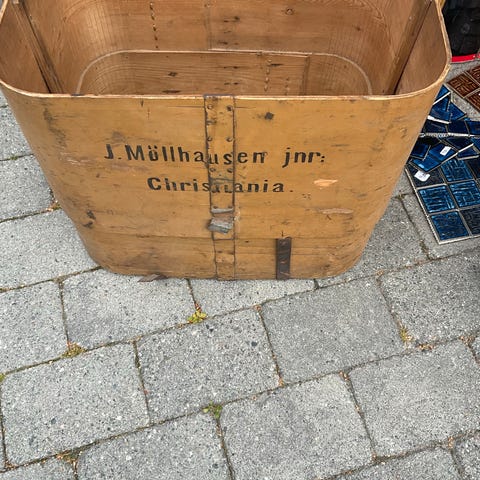 J. Möllhausen jnr:
Christiania.